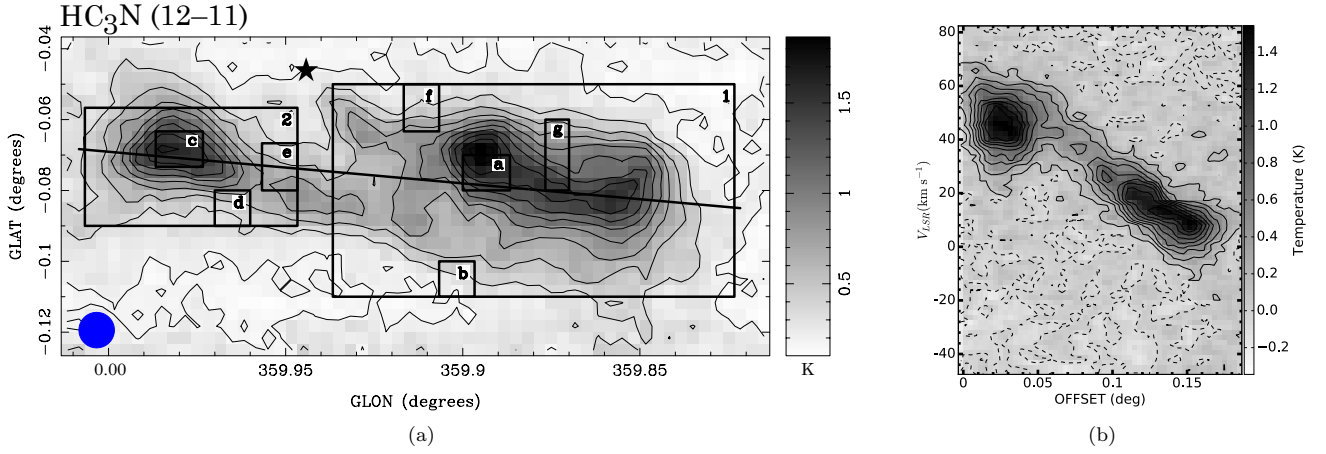 HC3N (12–11)
GLAT (degrees)
−0.04
−0.06
−0.08
−0.1
−0.12
0.00
359.95
359.9
359.85
GLON (degrees)
1
2
a
b
c
d
e
f
g
1.5
1
0.5
K
(a)
V_LSR (km s−1)
80
60
40
20
0
−20
−40
0
0.05
0.1
0.15
OFFSET (deg)
1.4
1.2
1.0
0.8
0.6
0.4
0.2
0.0
−0.2
Temperature (K)
(b)